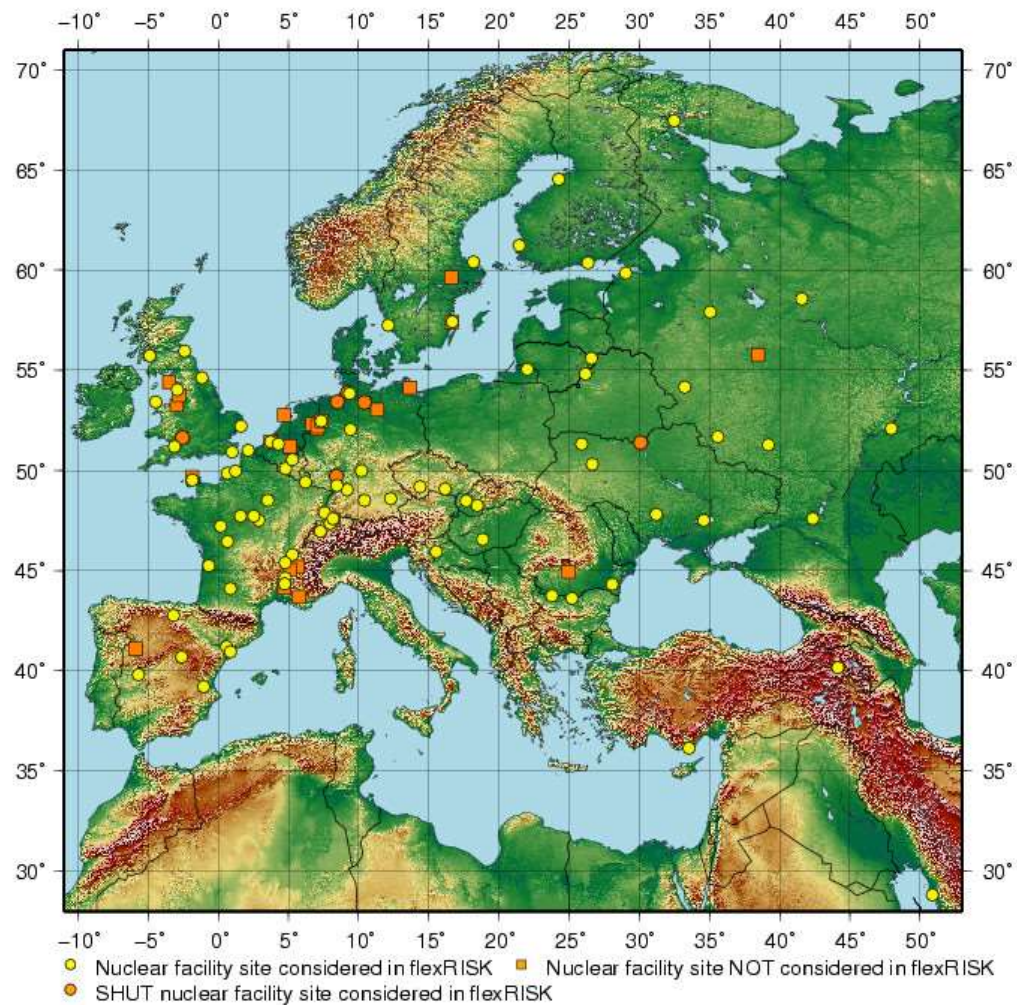 −10˚ −5˚ 0˚ 5˚ 10˚ 15˚ 20˚ 25˚ 30˚ 35˚ 40˚ 45˚ 50˚
70˚ 70˚
65˚ 65˚
60˚ 60˚
55˚ 55˚
50˚ 50˚
45˚ 45˚
40˚ 40˚
35˚ 35˚
30˚ 30˚
−10˚ −5˚ 0˚ 5˚ 10˚ 15˚ 20˚ 25˚ 30˚ 35˚ 40˚ 45˚ 50˚
Nuclear facility site considered in flexRISK Nuclear facility site NOT considered in flexRISK
SHUT nuclear facility site considered in flexRISK